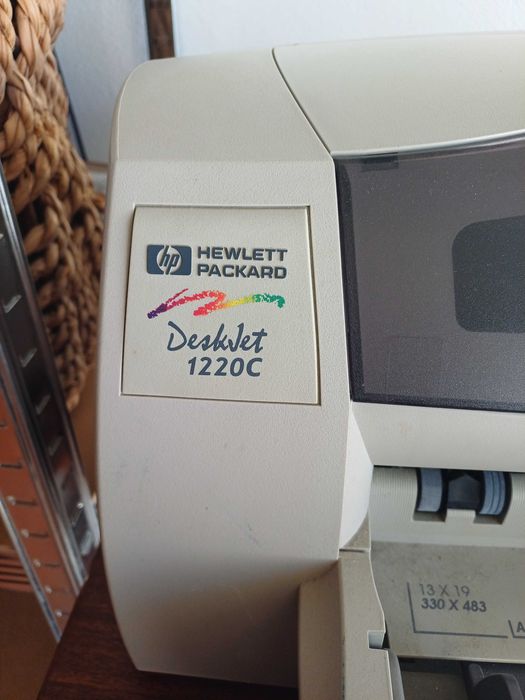 hp HEWLETT
PACKARD
DeskJet
1220C
13 X 19
330 X 483
A